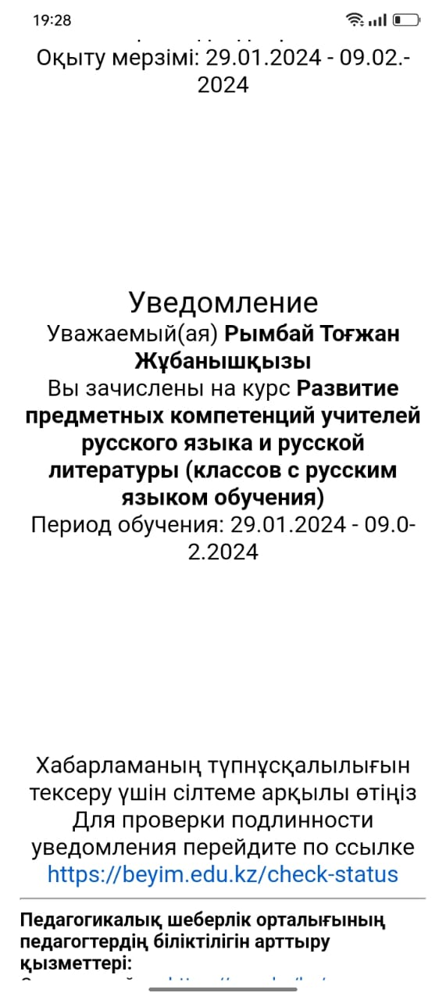 19:28
Оқыту мерзімі: 29.01.2024 - 09.02.-
2024
Уведомление
Уважаемый(ая) Рымбай Тоғжан
Жұбанышқызы
Вы зачислены на курс Развитие
предметных компетенций учителей
русского языка и русской
литературы (классов с русским
языком обучения)
Период обучения: 29.01.2024 - 09.0-
2.2024
Хабарламаның түпнұсқалылығын
тексеру үшін сілтеме арқылы өтіңіз
Для проверки подлинности
уведомления перейдите по ссылке
https://beyim.edu.kz/check-status
Педагогикалық шеберлік орталығының
педагогтердің біліктілігін арттыру
қызметтері: